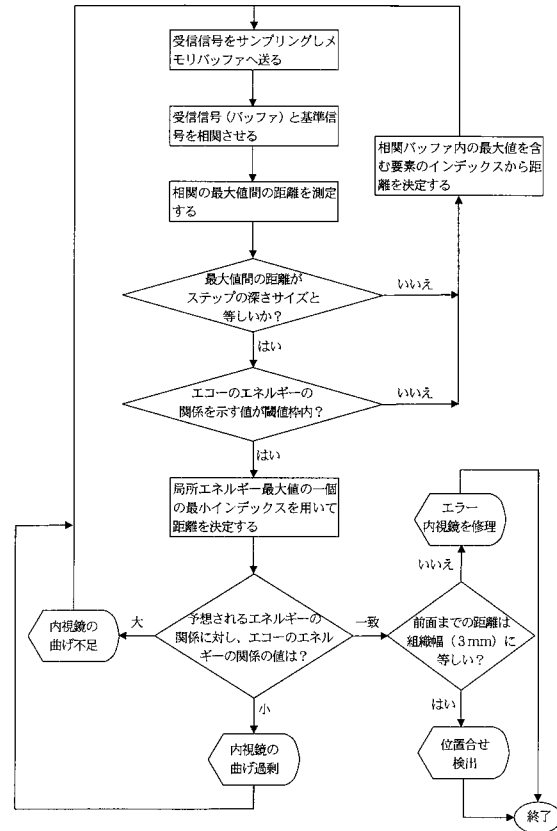 受信信号をサンプリングしメ
モリバッファへ送る
受信信号（バッファ）と基準信
号を相関させる
相関バッファ内の最大値を含
む要素のインデックスから距
離を決定する
相関の最大値間の距離を測定
する
最大値間の距離が
ステップの深さサイズと
等しいか？
いいえ
はい
エコーのエネルギーの
関係を示す値が閾値枠内？
いいえ
はい
局所エネルギー最大値の一個
の最小インデックスを用いて
距離を決定する
エラー
内視鏡を修理
いいえ
内視鏡の
曲げ不足
大
予想されるエネルギーの
関係に対し、エコーのエネル
ギーの関係の値は？
一致
前面までの距離は
組織幅（３mm）に
等しい？
小
はい
内視鏡の
曲げ過剰
位置合せ
検出
終了